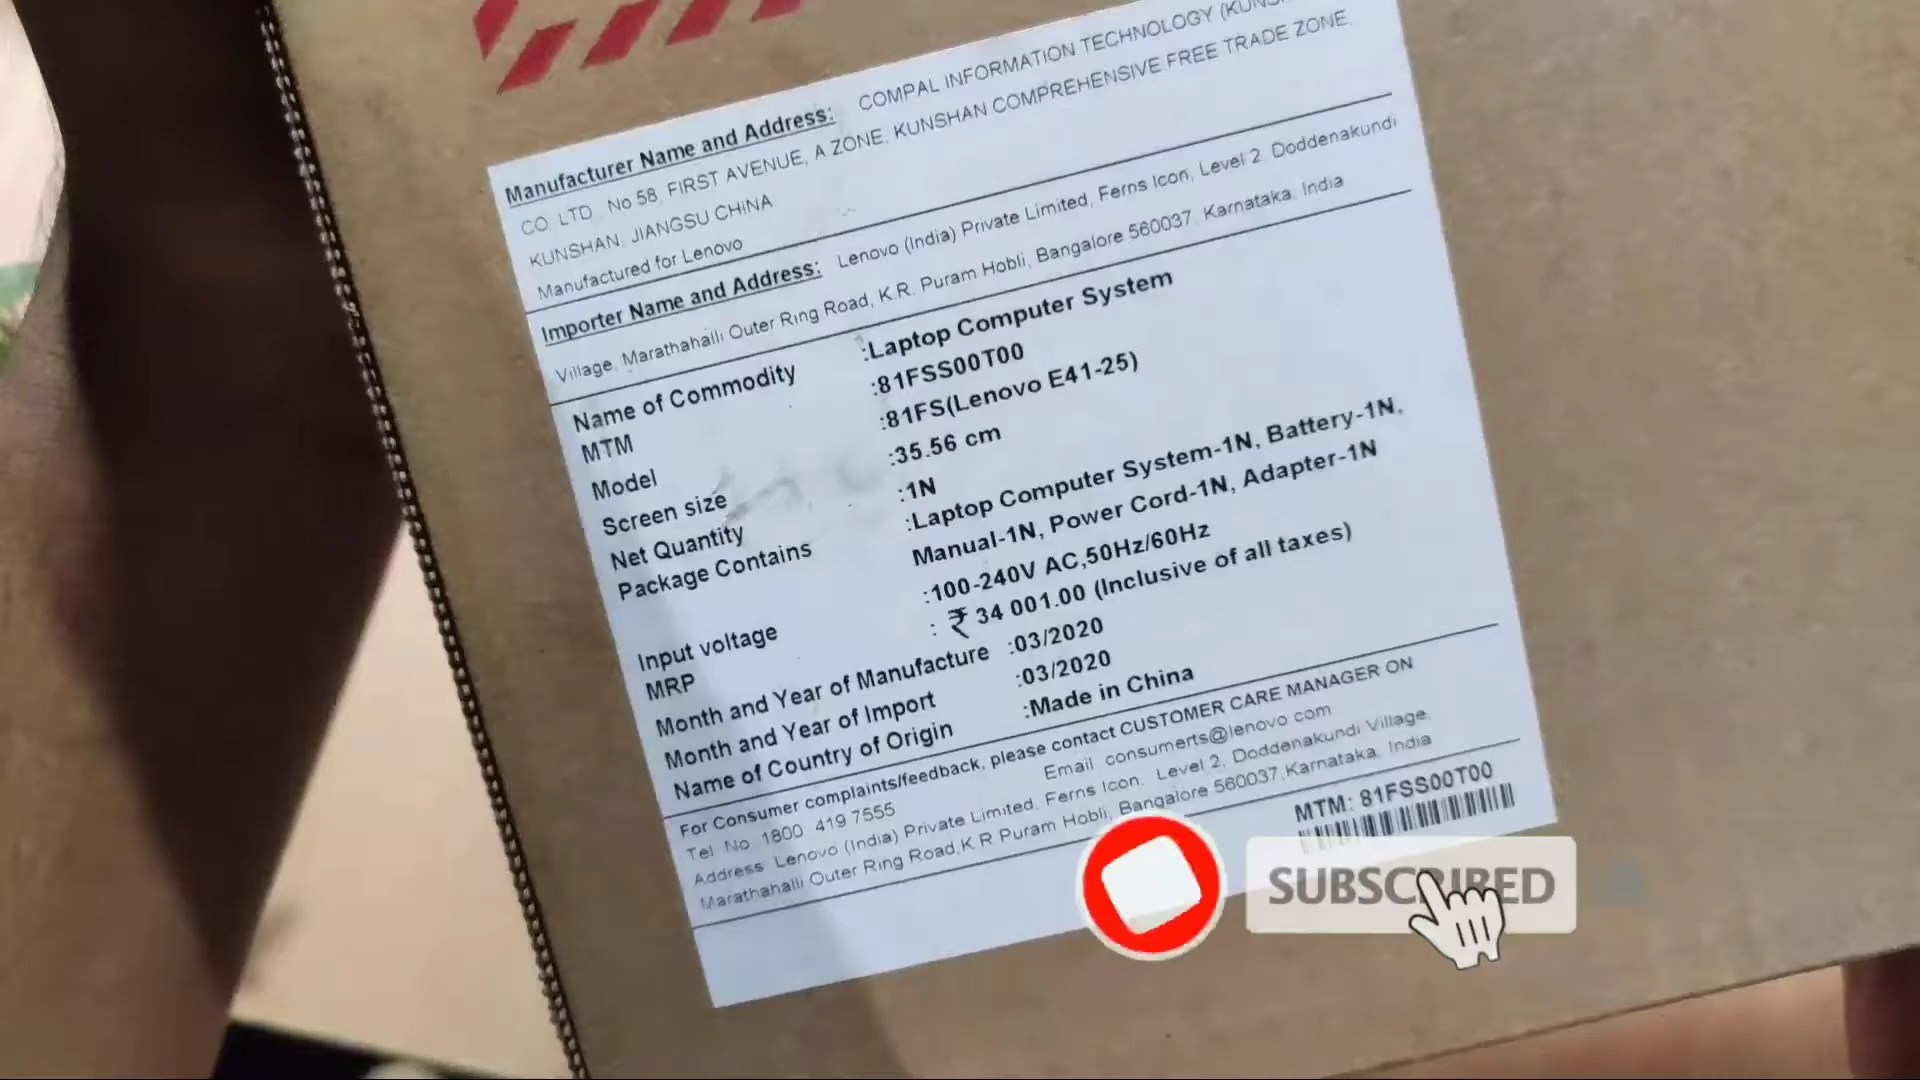 Manufacturer Name and Address: COMPAL INFORMATION TECHNOLOGY
CO. LTD., No 58, FIRST AVENUE, A ZONE, KUNSHAN COMPREHENSIVE FREE TRADE ZONE,
KUNSHAN, JIANGSU CHINA
Manufactured for Lenovo
Importer Name and Address: Lenovo (India) Private Limited, Ferns Icon, Level 2, Doddenakundi
Village, Marathahalli Outer Ring Road, K.R. Puram Hobli, Bangalore 560037, Karnataka, India
Name of Commodity :Laptop Computer System
MTM :81FSS00T00
Model :81FS(Lenovo E41-25)
Screen size :35.56 cm
Net Quantity :1N
Package Contains :Laptop Computer System-1N, Battery-1N,
Manual-1N, Power Cord-1N, Adapter-1N
Input voltage :100-240V AC,50Hz/60Hz
MRP : ₹ 34 001.00 (Inclusive of all taxes)
Month and Year of Manufacture :03/2020
Month and Year of Import :03/2020
Name of Country of Origin :Made in China
For Consumer complaints/feedback, please contact CUSTOMER CARE MANAGER ON
Tel No 1800 419 7555 Email consumerts@lenovo.com
Address Lenovo (India) Private Limited. Ferns Icon, Level 2, Doddenakundi Village,
Marathahalli Outer Ring Road,K R Puram Hobli, Bangalore 560037,Karnataka, India
MTM: 81FSS00T00
SUBSCRIBED